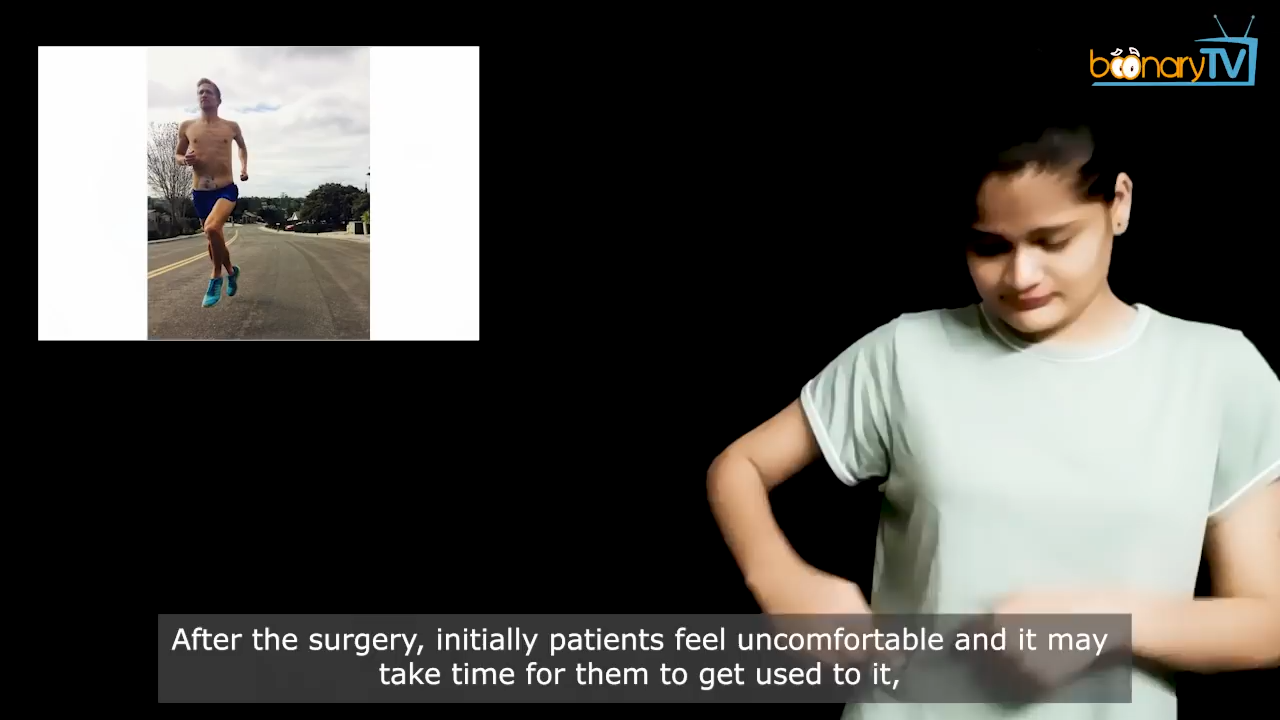 boonaryTV
After the surgery, initially patients feel uncomfortable and it may
take time for them to get used to it,